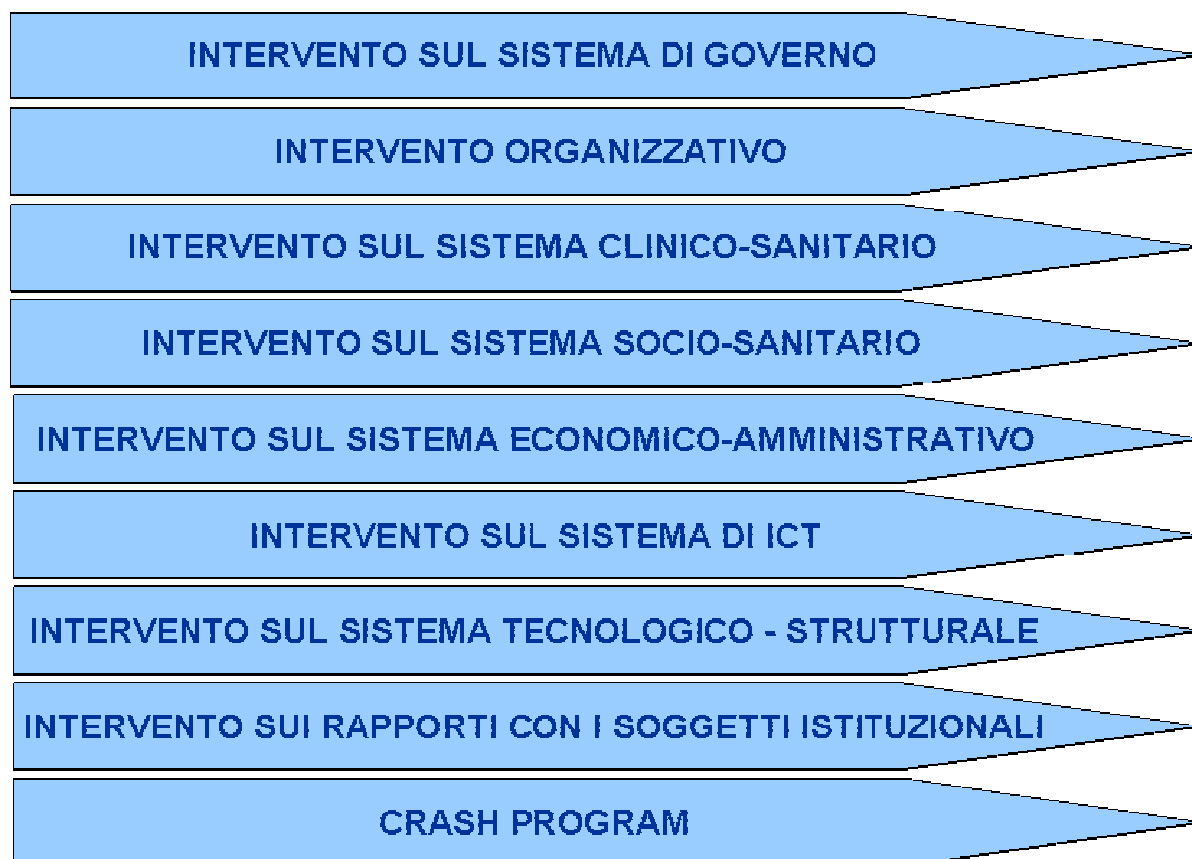 INTERVENTO SUL SISTEMA DI GOVERNO
INTERVENTO ORGANIZZATIVO
INTERVENTO SUL SISTEMA CLINICO-SANITARIO
INTERVENTO SUL SISTEMA SOCIO-SANITARIO
INTERVENTO SUL SISTEMA ECONOMICO-AMMINISTRATIVO
INTERVENTO SUL SISTEMA DI ICT
INTERVENTO SUL SISTEMA TECNOLOGICO - STRUTTURALE
INTERVENTO SUI RAPPORTI CON I SOGGETTI ISTITUZIONALI
CRASH PROGRAM